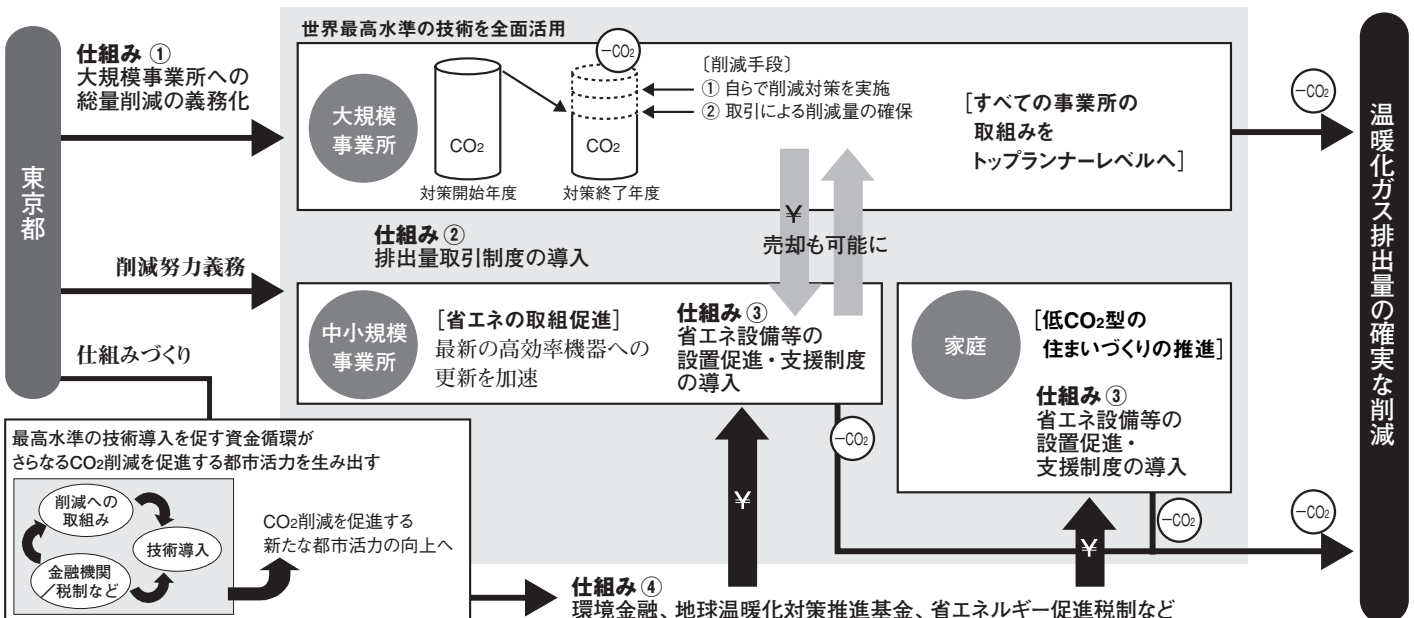 東京都
仕組み ①
大規模事業所への
総量削減の義務化
削減努力義務
仕組みづくり
世界最高水準の技術を全面活用
大規模
事業所
CO2
対策開始年度
−CO2
CO2
対策終了年度
〔削減手段〕
① 自らで削減対策を実施
② 取引による削減量の確保
[すべての事業所の
取組みを
トップランナーレベルへ]
−CO2
仕組み ②
排出量取引制度の導入
¥
売却も可能に
中小規模
事業所
[省エネの取組促進]
最新の高効率機器への
更新を加速
仕組み ③
省エネ設備等の
設置促進・支援制度
の導入
−CO2
家庭
[低CO2型の
住まいづくりの推進]
仕組み ③
省エネ設備等の
設置促進・
支援制度の導入
−CO2
−CO2
¥
¥
最高水準の技術導入を促す資金循環が
さらなるCO2削減を促進する都市活力を生み出す
削減への
取組み
技術導入
金融機関
／税制など
CO2削減を促進する
新たな都市活力の向上へ
仕組み ④
環境金融、地球温暖化対策推進基金、省エネルギー促進税制など
温暖化ガス排出量の確実な削減